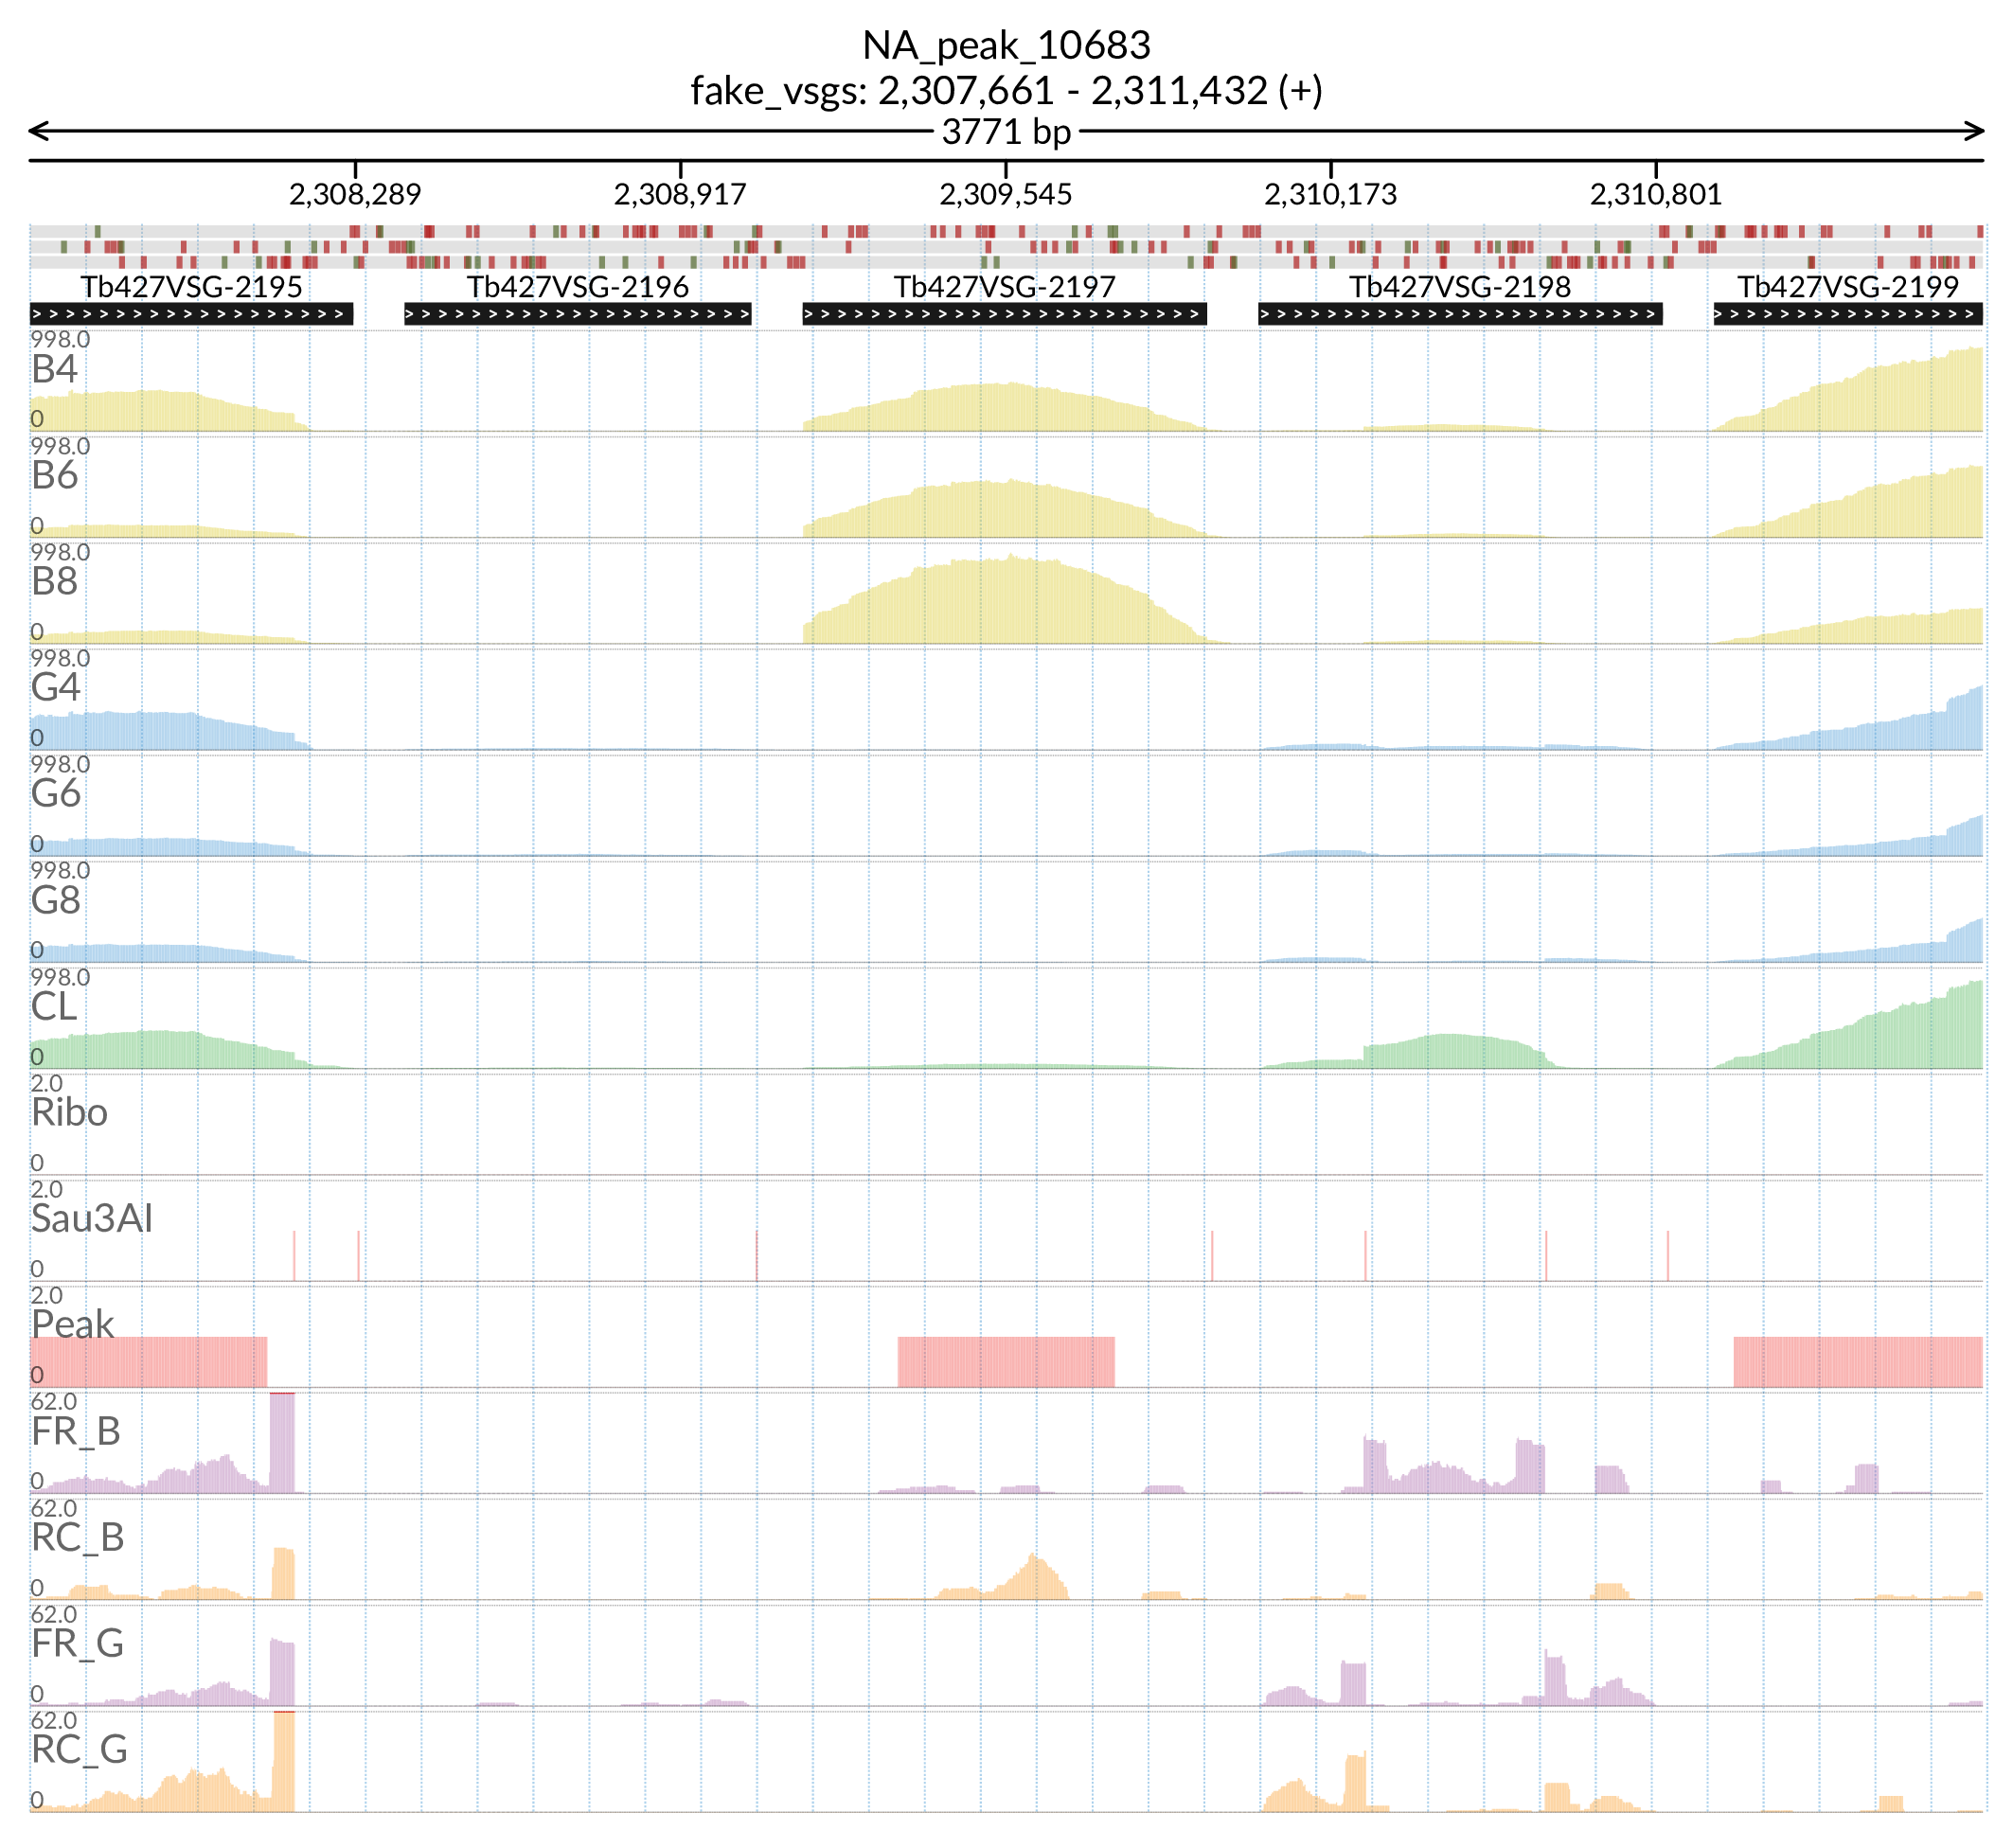 NA_peak_10683
fake_vsgs: 2,307,661 - 2,311,432 (+)
3771 bp
2,308,289 2,308,917 2,309,545 2,310,173 2,310,801
Tb427VSG-2195 Tb427VSG-2196 Tb427VSG-2197 Tb427VSG-2198 Tb427VSG-2199
998.0
B4
0
998.0
B6
0
998.0
B8
0
998.0
G4
0
998.0
G6
0
998.0
G8
0
998.0
CL
0
2.0
Ribo
0
2.0
Sau3AI
0
2.0
Peak
0
62.0
FR_B
0
62.0
RC_B
0
62.0
FR_G
0
62.0
RC_G
0